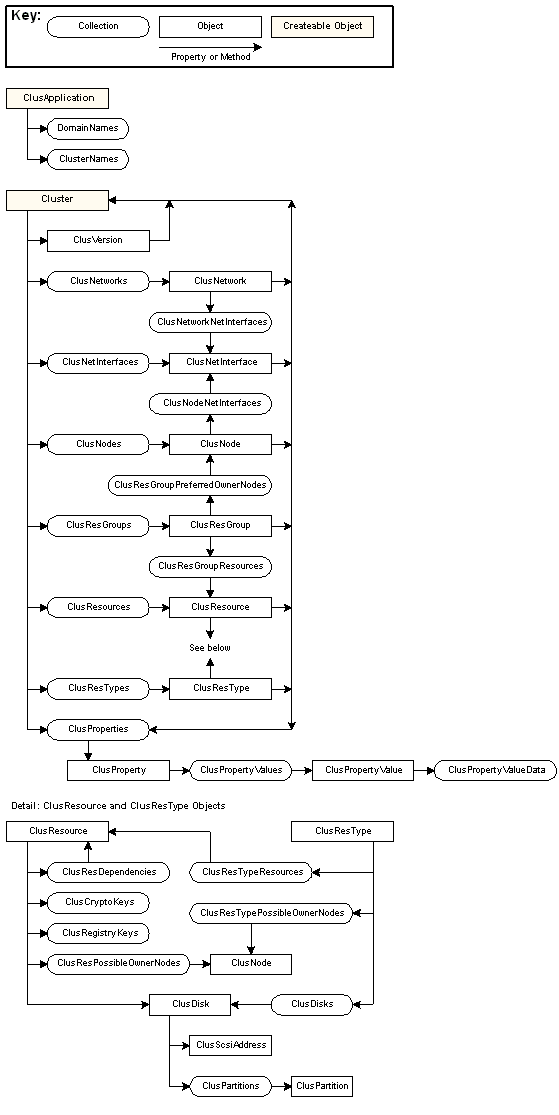 Key:
Collection
Object
Createable Object
Property or Method
ClusApplication
DomainNames
ClusterNames
Cluster
ClusVersion
ClusNetworks
ClusNetwork
ClusNetworkNetInterfaces
ClusNetInterfaces
ClusNetInterface
ClusNodeNetInterfaces
ClusNodes
ClusNode
ClusResGroupPreferredOwnerNodes
ClusResGroups
ClusResGroup
ClusResGroupResources
ClusResources
ClusResource
See below
ClusResTypes
ClusResType
ClusProperties
ClusProperty
ClusPropertyValues
ClusPropertyValue
ClusPropertyValueData
Detail: ClusResource and ClusResType Objects
ClusResource
ClusResType
ClusResDependencies
ClusResTypeResources
ClusCryptoKeys
ClusResTypePossibleOwnerNodes
ClusRegistryKeys
ClusResPossibleOwnerNodes
ClusNode
ClusDisk
ClusDisks
ClusScsiAddress
ClusPartitions
ClusPartition